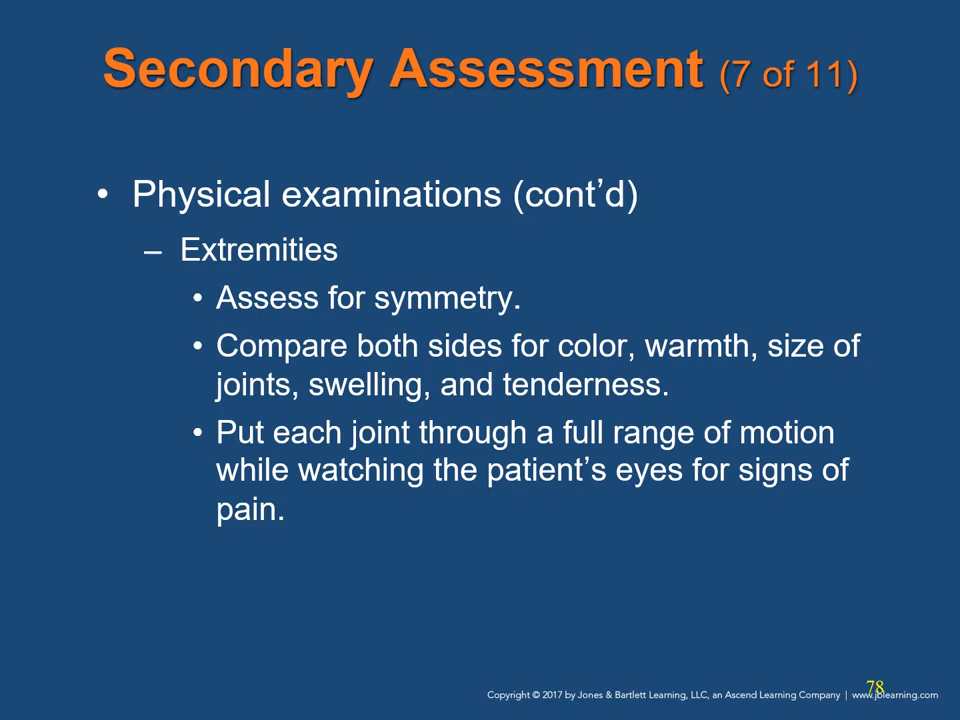 Secondary Assessment (7 of 11)
• Physical examinations (cont’d)
– Extremities
• Assess for symmetry.
• Compare both sides for color, warmth, size of
joints, swelling, and tenderness.
• Put each joint through a full range of motion
while watching the patient’s eyes for signs of
pain.
78
Copyright © 2017 by Jones & Bartlett Learning, LLC, an Ascend Learning Company | www.jblearning.com